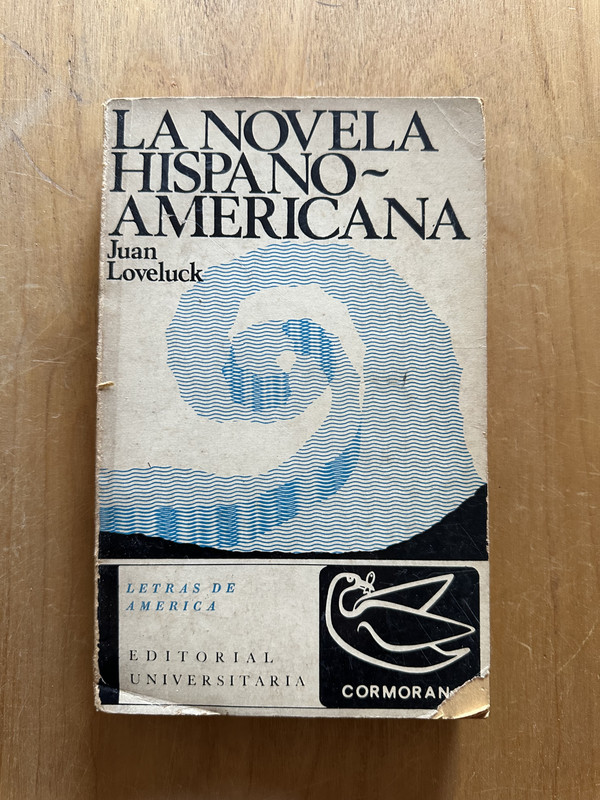 LA NOVELA
HISPANO~
AMERICANA
Juan
Loveluck
LETRAS DE
AMERICA
EDITORIAL
UNIVERSITARIA
CORMORAN